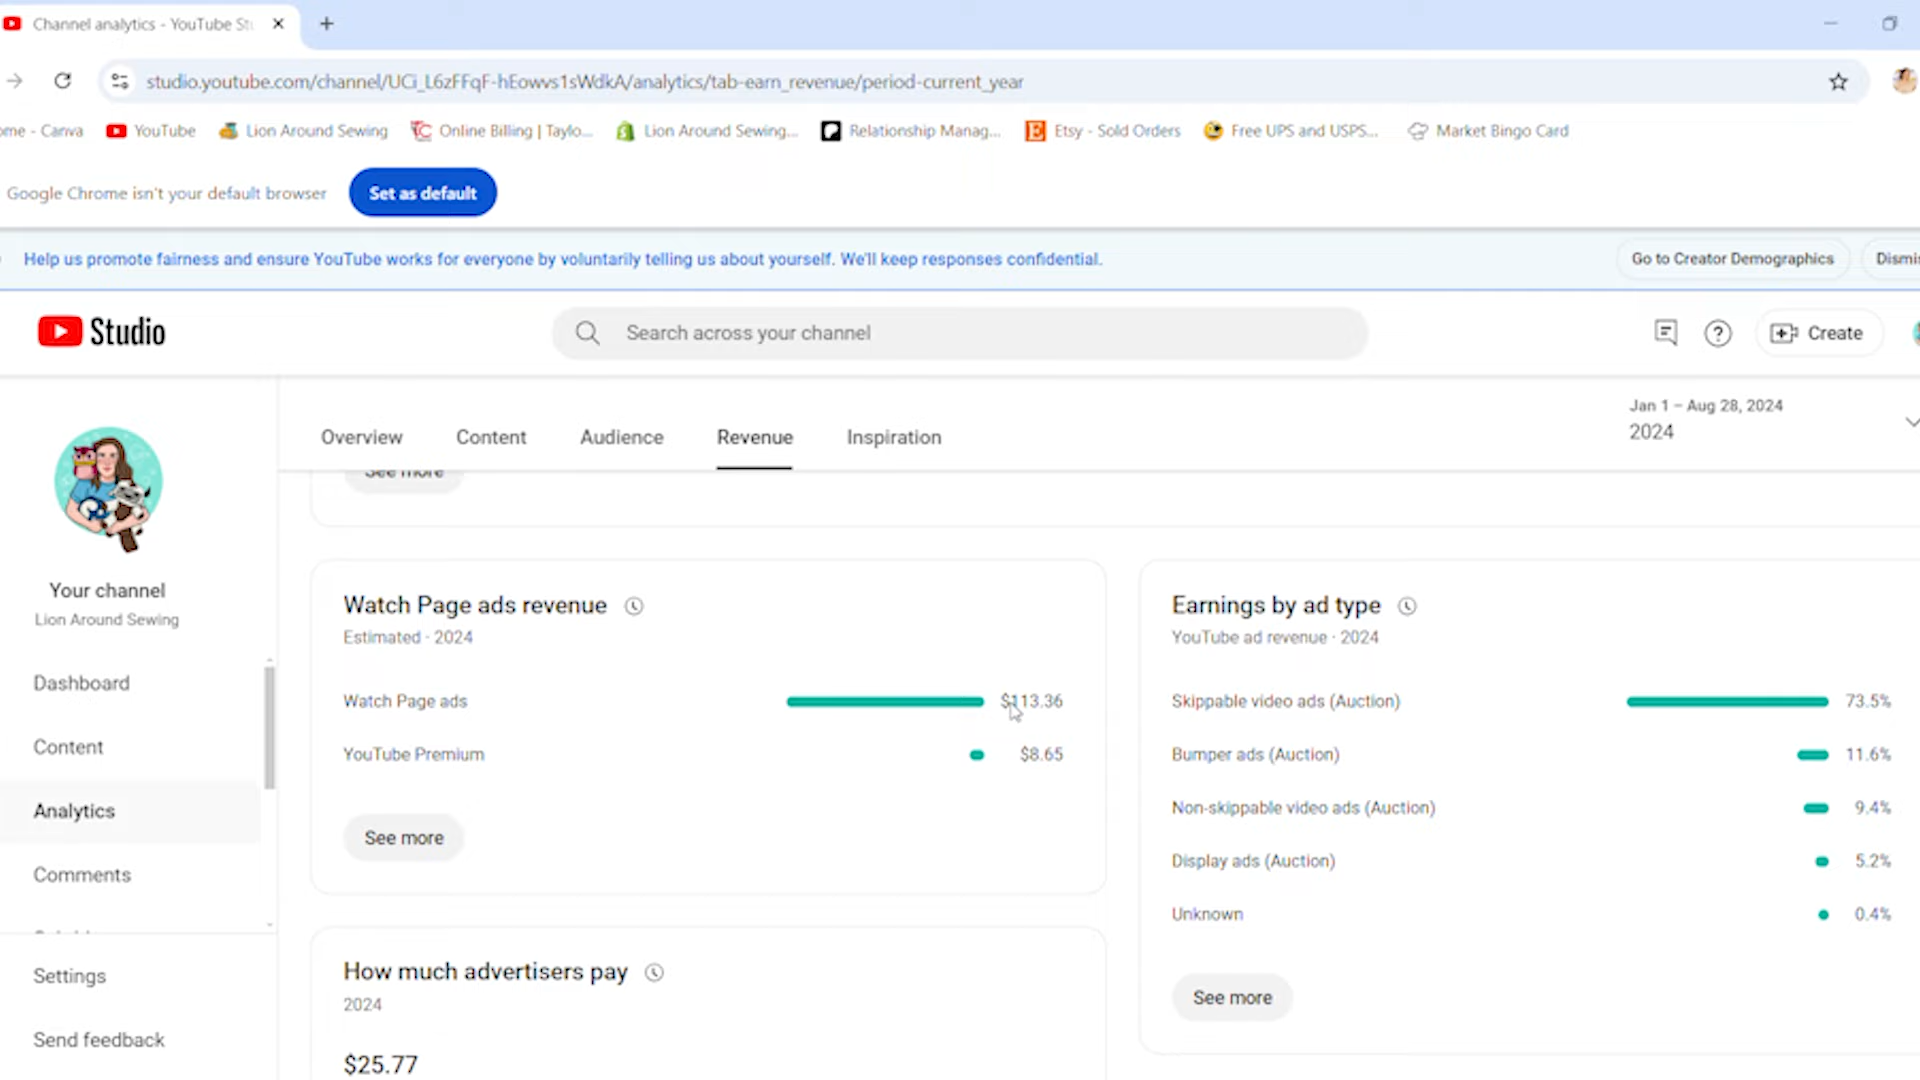 Channel analytics - YouTube St
studio.youtube.com/channel/UCi_L6zFFqF-hEowvs1sWdkA/analytics/tab-earn_revenue/period-current_year
ome - Canva YouTube Lion Around Sewing Online Billing | Taylo... Lion Around Sewing... Relationship Manag... Etsy - Sold Orders Free UPS and USPS... Market Bingo Card
Google Chrome isn't your default browser Set as default
Help us promote fairness and ensure YouTube works for everyone by voluntarily telling us about yourself. We'll keep responses confidential. Go to Creator Demographics Dismis
Studio Search across your channel Create
Overview Content Audience Revenue Inspiration
Jan 1 – Aug 28, 2024
2024
See more
Your channel
Lion Around Sewing
Dashboard
Content
Analytics
Comments
Settings
Send feedback
Watch Page ads revenue
Estimated · 2024
Watch Page ads $113.36
YouTube Premium $8.65
See more
How much advertisers pay
2024
$25.77
Earnings by ad type
YouTube ad revenue · 2024
Skippable video ads (Auction) 73.5%
Bumper ads (Auction) 11.6%
Non-skippable video ads (Auction) 9.4%
Display ads (Auction) 5.2%
Unknown 0.4%
See more